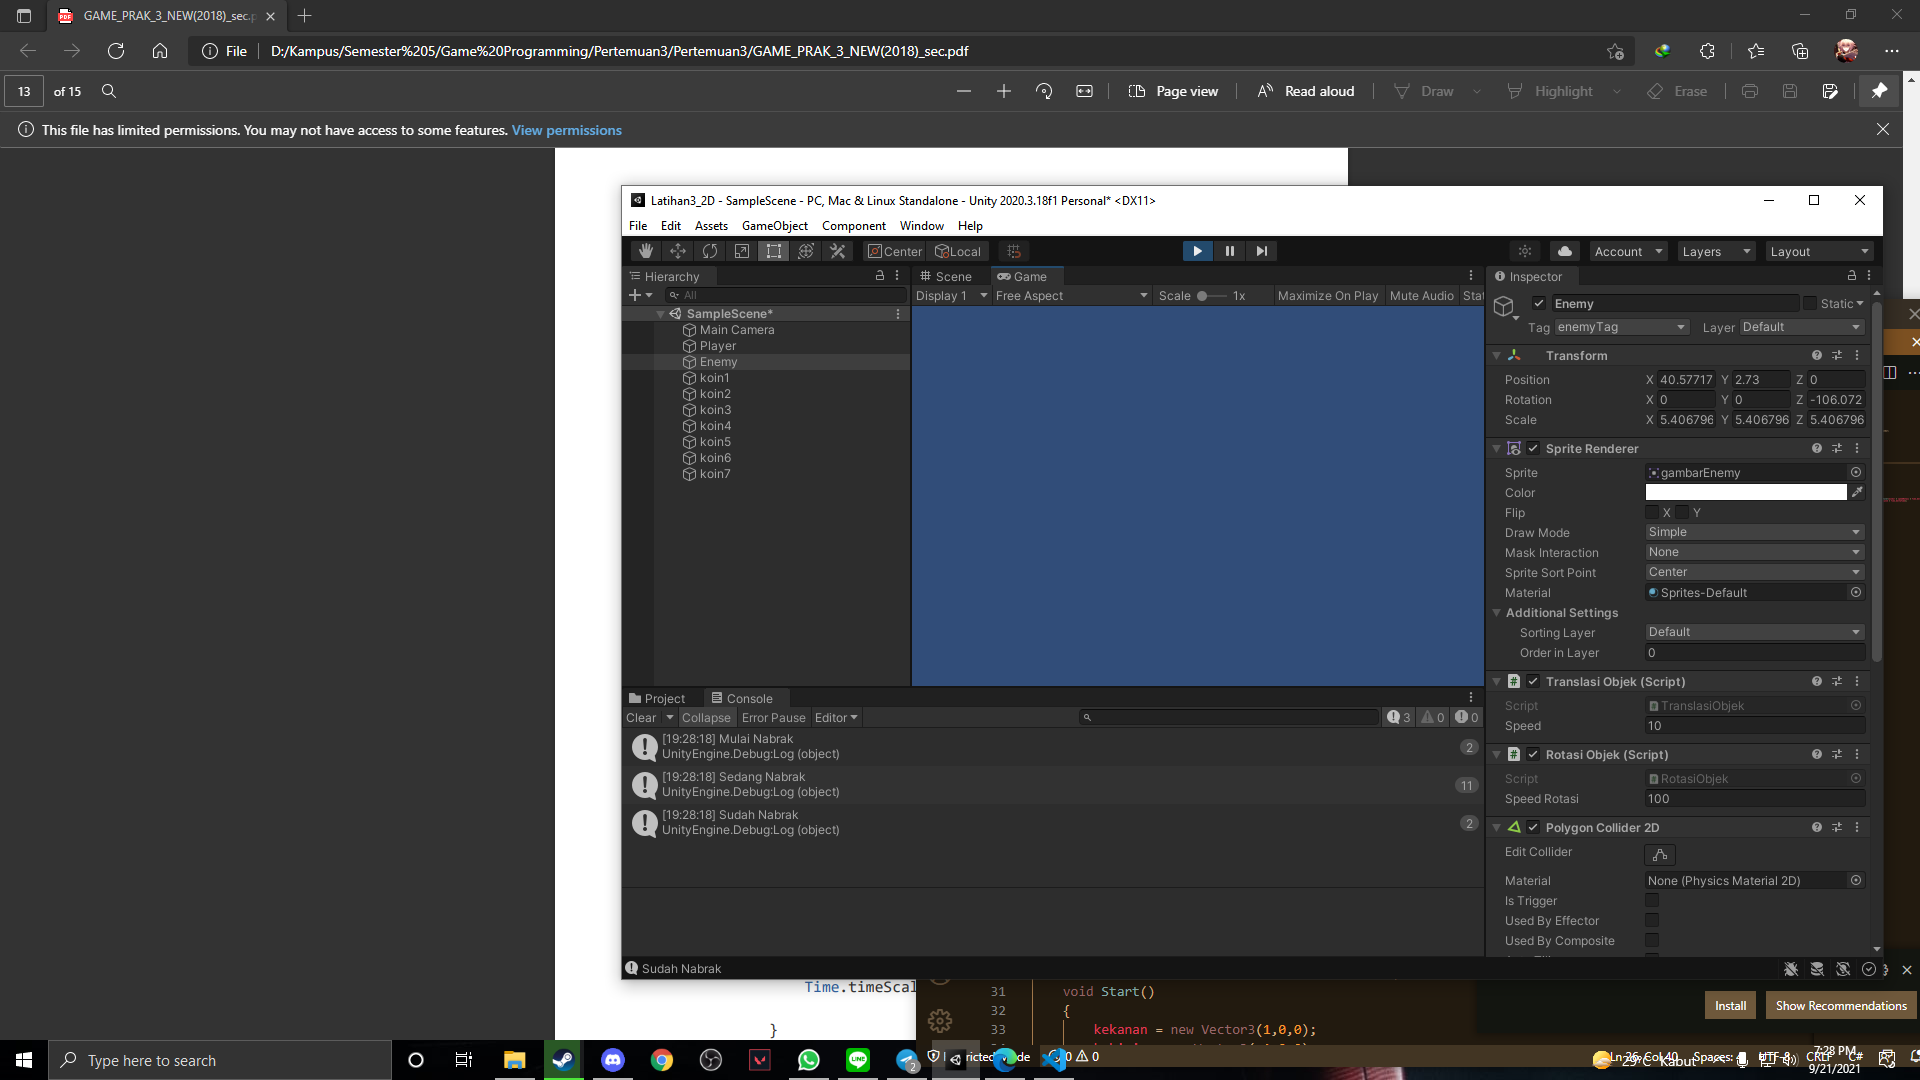 GAME_PRAK_3_NEW(2018)_sec.p
File
D:/Kampus/Semester%205/Game%20Programming/Pertemuan3/Pertemuan3/GAME_PRAK_3_NEW(2018)_sec.pdf
13 of 15
Page view
Read aloud
Draw
Highlight
Erase
This file has limited permissions. You may not have access to some features. View permissions
Latihan3_2D - SampleScene - PC, Mac & Linux Standalone - Unity 2020.3.18f1 Personal* <DX11>
File Edit Assets GameObject Component Window Help
Center Local
Account Layers Layout
Hierarchy
All
SampleScene*
Main Camera
Player
Enemy
koin1
koin2
koin3
koin4
koin5
koin6
koin7
Scene Game
Display 1 Free Aspect Scale 1x Maximize On Play Mute Audio Stat
Inspector
Enemy Static
Tag enemyTag Layer Default
Transform
Position X 40.57717 Y 2.73 Z 0
Rotation X 0 Y 0 Z -106.072
Scale X 5.406796 Y 5.406796 Z 5.406796
Sprite Renderer
Sprite gambarEnemy
Color
Flip X Y
Draw Mode Simple
Mask Interaction None
Sprite Sort Point Center
Material Sprites-Default
Additional Settings
Sorting Layer Default
Order in Layer 0
Translasi Objek (Script)
Script TranslasiObjek
Speed 10
Rotasi Objek (Script)
Script RotasiObjek
Speed Rotasi 100
Polygon Collider 2D
Edit Collider
Material None (Physics Material 2D)
Is Trigger
Used By Effector
Used By Composite
Project Console
Clear Collapse Error Pause Editor
3 0 0
[19:28:18] Mulai Nabrak
UnityEngine.Debug:Log (object)
2
[19:28:18] Sedang Nabrak
UnityEngine.Debug:Log (object)
11
[19:28:18] Sudah Nabrak
UnityEngine.Debug:Log (object)
2
Sudah Nabrak
Time.timeScal
}
31 void Start()
32 {
33 kekanan = new Vector3(1,0,0);
Install
Show Recommendations
Type here to search
2
0 0
Ln 26, Col 40 Spaces: UTF-8 CRLF C#
29°C Kabut
7:28 PM
9/21/2021